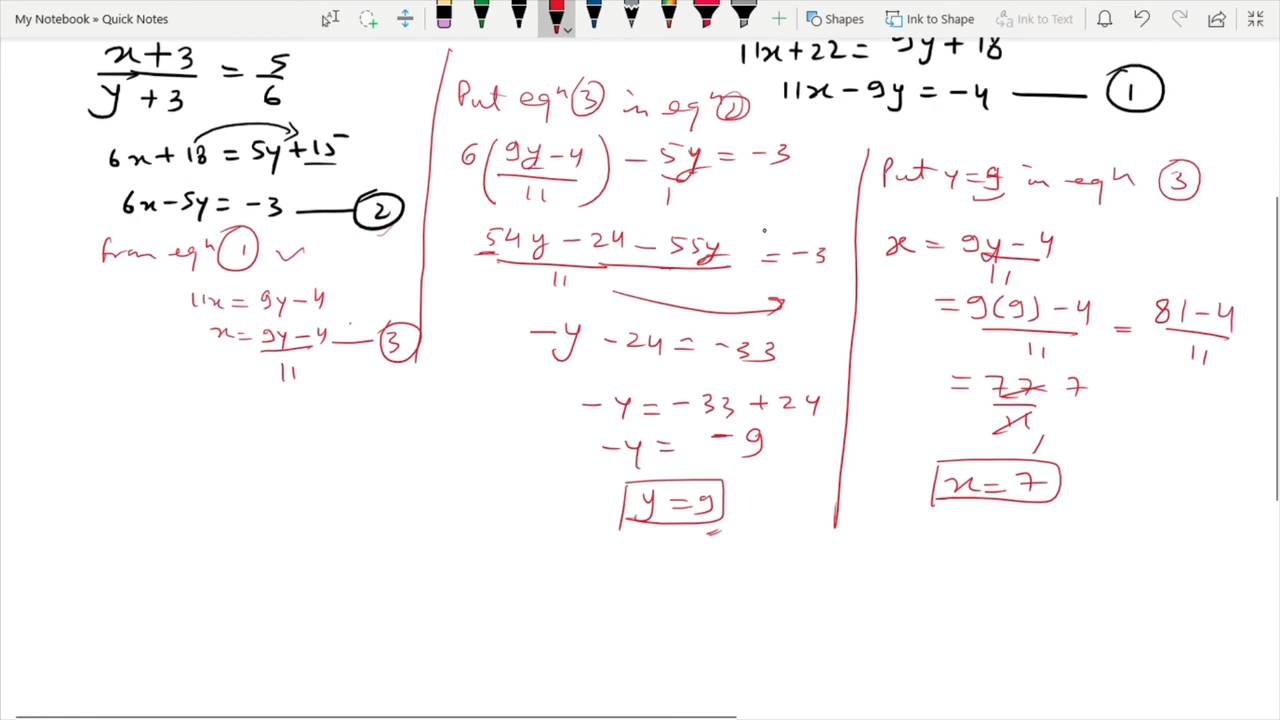 My Notebook » Quick Notes
Shapes
Ink to Shape
Ink to Text
x+3 / y+3 = 5/6
6x+18 = 5y+15
6x-5y = -3 —— 2
from eqⁿ 1 ✓
11x = 9y-4
x = 9y-4 / 11 —— 3
Put eqⁿ 3 in eqⁿ 2
6(9y-4 / 11) - 5y / 1 = -3
54y - 24 - 55y / 11 = -3
-y - 24 = -33
-y = -33 + 24
-y = -9
y = 9
11x+22 = 9y+18
11x-9y = -4 —— 1
Put y=9 in eqⁿ 3
x = 9y-4 / 11
= 9(9)-4 / 11 = 81-4 / 11
= 77 / 11 7 1
x = 7